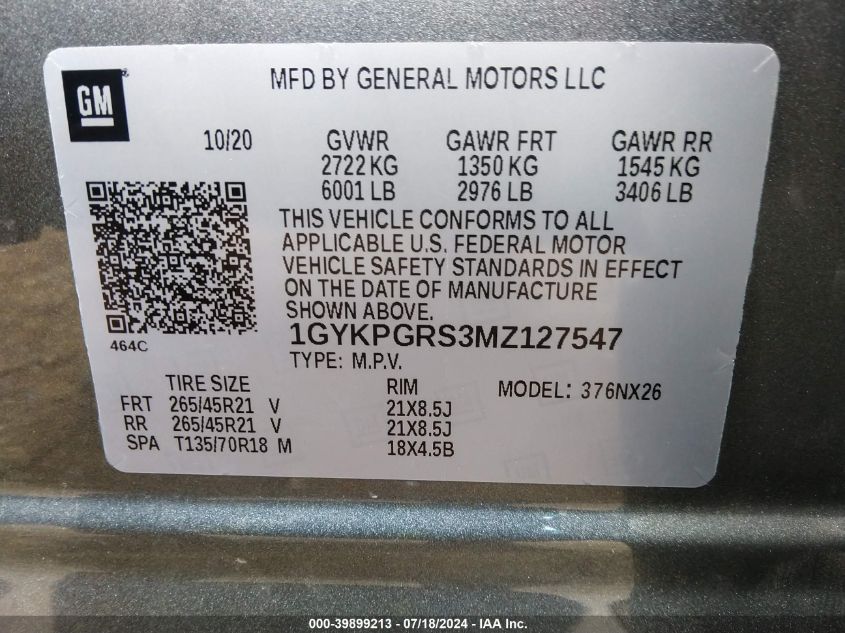 MFD BY GENERAL MOTORS LLC
GM
10/20 GVWR GAWR FRT GAWR RR
2722 KG 1350 KG 1545 KG
6001 LB 2976 LB 3406 LB
THIS VEHICLE CONFORMS TO ALL
APPLICABLE U.S. FEDERAL MOTOR
VEHICLE SAFETY STANDARDS IN EFFECT
ON THE DATE OF MANUFACTURE
SHOWN ABOVE.
464C
1GYKPGRS3MZ127547
TYPE: M.P.V.
TIRE SIZE RIM MODEL: 376NX26
FRT 265/45R21 V 21X8.5J
RR 265/45R21 V 21X8.5J
SPA T135/70R18 M 18X4.5B
000-39899213 - 07/18/2024 - IAA Inc.